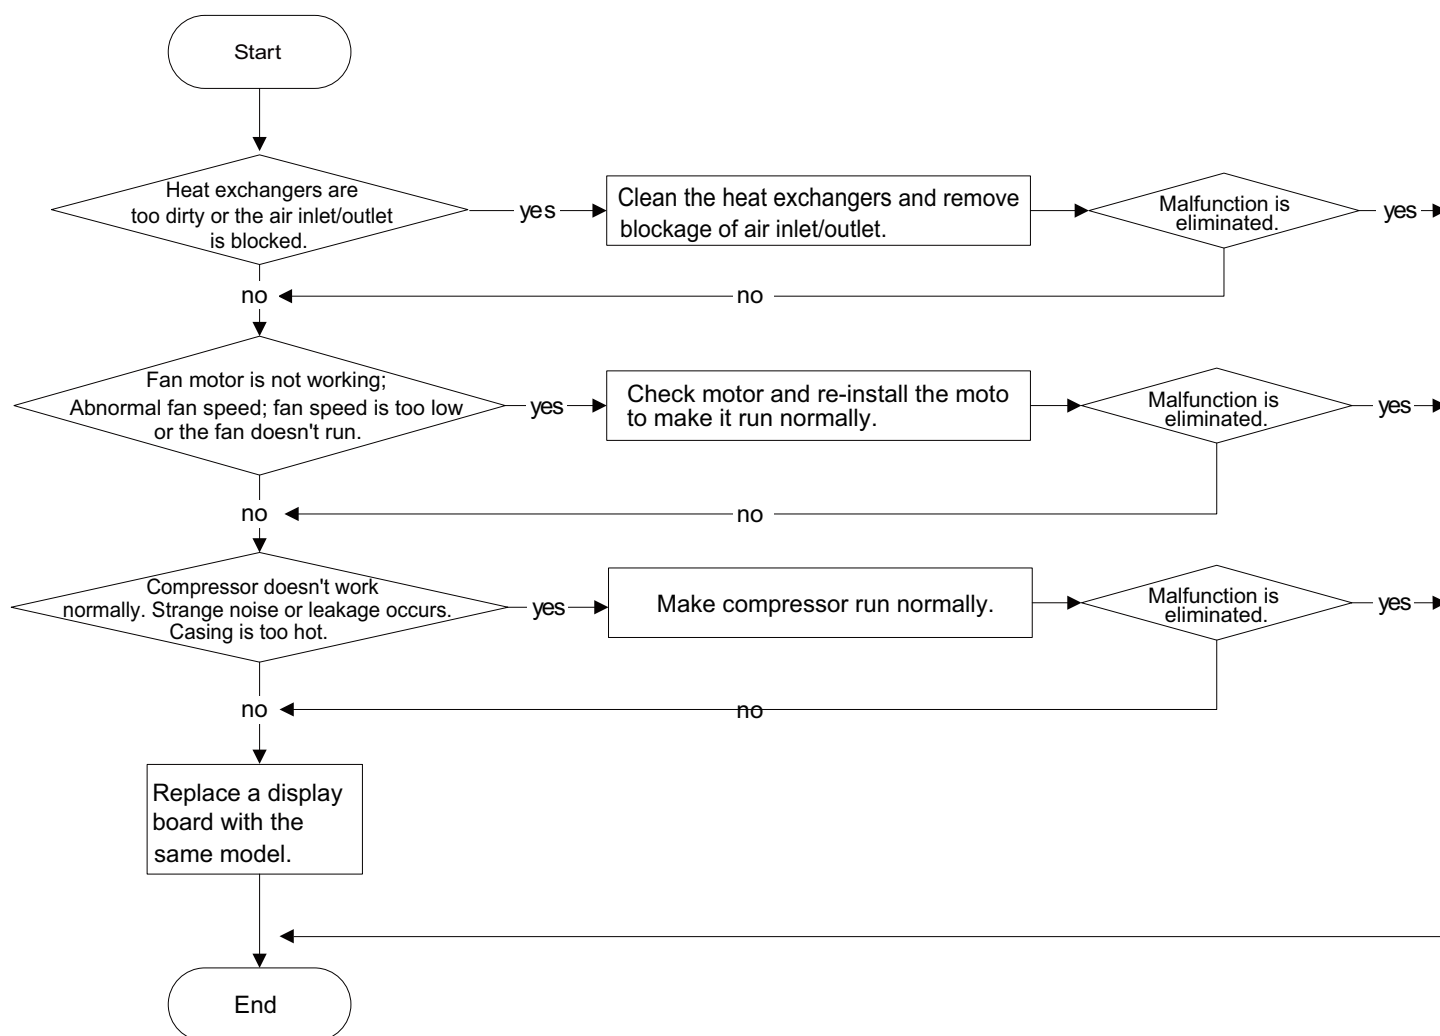 Start
Heat exchangers are
too dirty or the air inlet/outlet
is blocked.
yes
Clean the heat exchangers and remove
blockage of air inlet/outlet.
Malfunction is
eliminated.
yes
no
no
Fan motor is not working;
Abnormal fan speed; fan speed is too low
or the fan doesn't run.
yes
Check motor and re-install the moto
to make it run normally.
Malfunction is
eliminated.
yes
no
no
Compressor doesn't work
normally. Strange noise or leakage occurs.
Casing is too hot.
yes
Make compressor run normally.
Malfunction is
eliminated.
yes
no
no
Replace a display
board with the
same model.
End